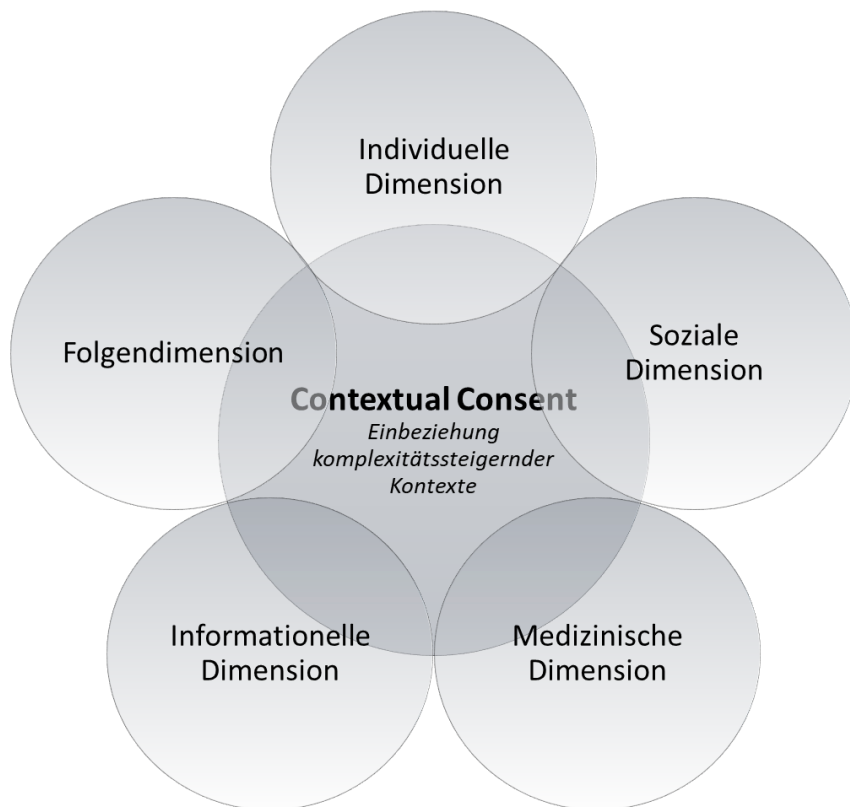 Individuelle
Dimension
Folgendimension
Soziale
Dimension
Contextual Consent
Einbeziehung
komplexitätssteigernder
Kontexte
Informationelle
Dimension
Medizinische
Dimension